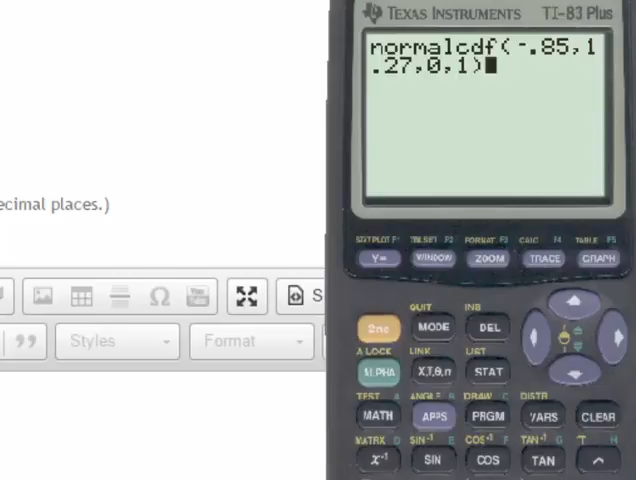 TEXAS INSTRUMENTS TI-83 Plus
normalcdf(-.85,1
.27,0,1)
ecimal places.)
STAT PLOT F1 TBLSET F2 FORMAT F3 CALC F4 TABLE F5
Y= WINDOW ZOOM TRACE GRAPH
S
Styles Format
QUIT INS
2nd MODE DEL
A-LOCK LINK LIST
ALPHA X,T,θ,n STAT
TEST A ANGLE B DRAW C DISTR
MATH APPS PRGM VARS CLEAR
MATRX D SIN-1 E COS-1 F TAN-1 G π H
x-1 SIN COS TAN ^